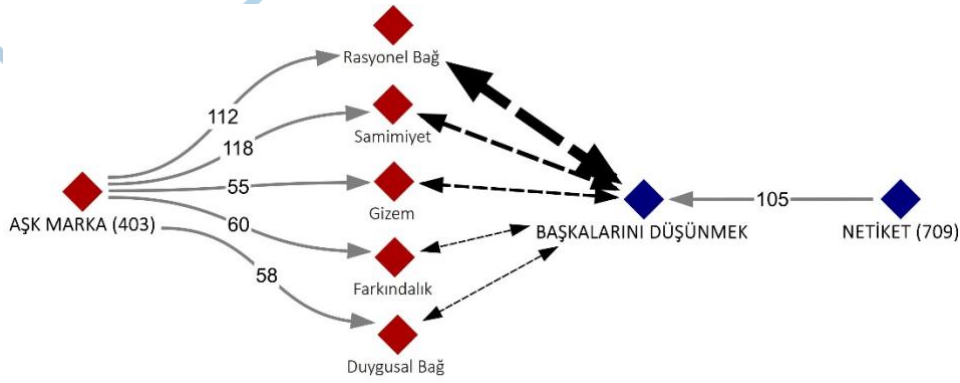 Rasyonel Bağ
112
Samimiyet
118
55
Gizem
105
AŞK MARKA (403)
60
BAŞKALARINI DÜŞÜNMEK
NETİKET (709)
58
Farkındalık
Duygusal Bağ